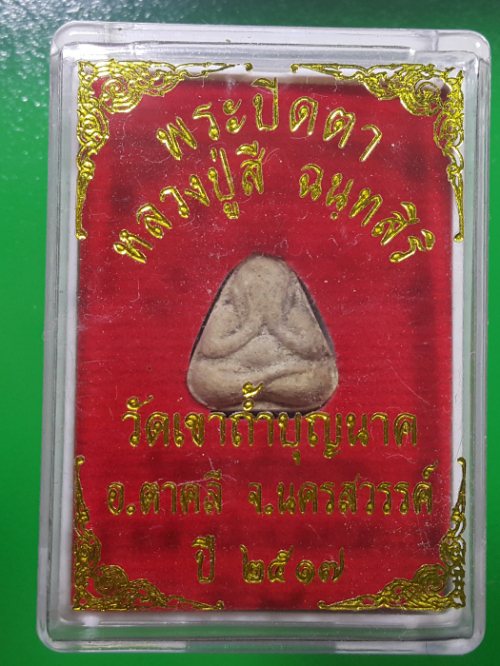 พระปิดตา
หลวงปู่สี ฉนฺทสิริ
วัดเขาถ้ำบุญนาค
อ.ตาคลี จ.นครสวรรค์
ปี ๒๕๑๗